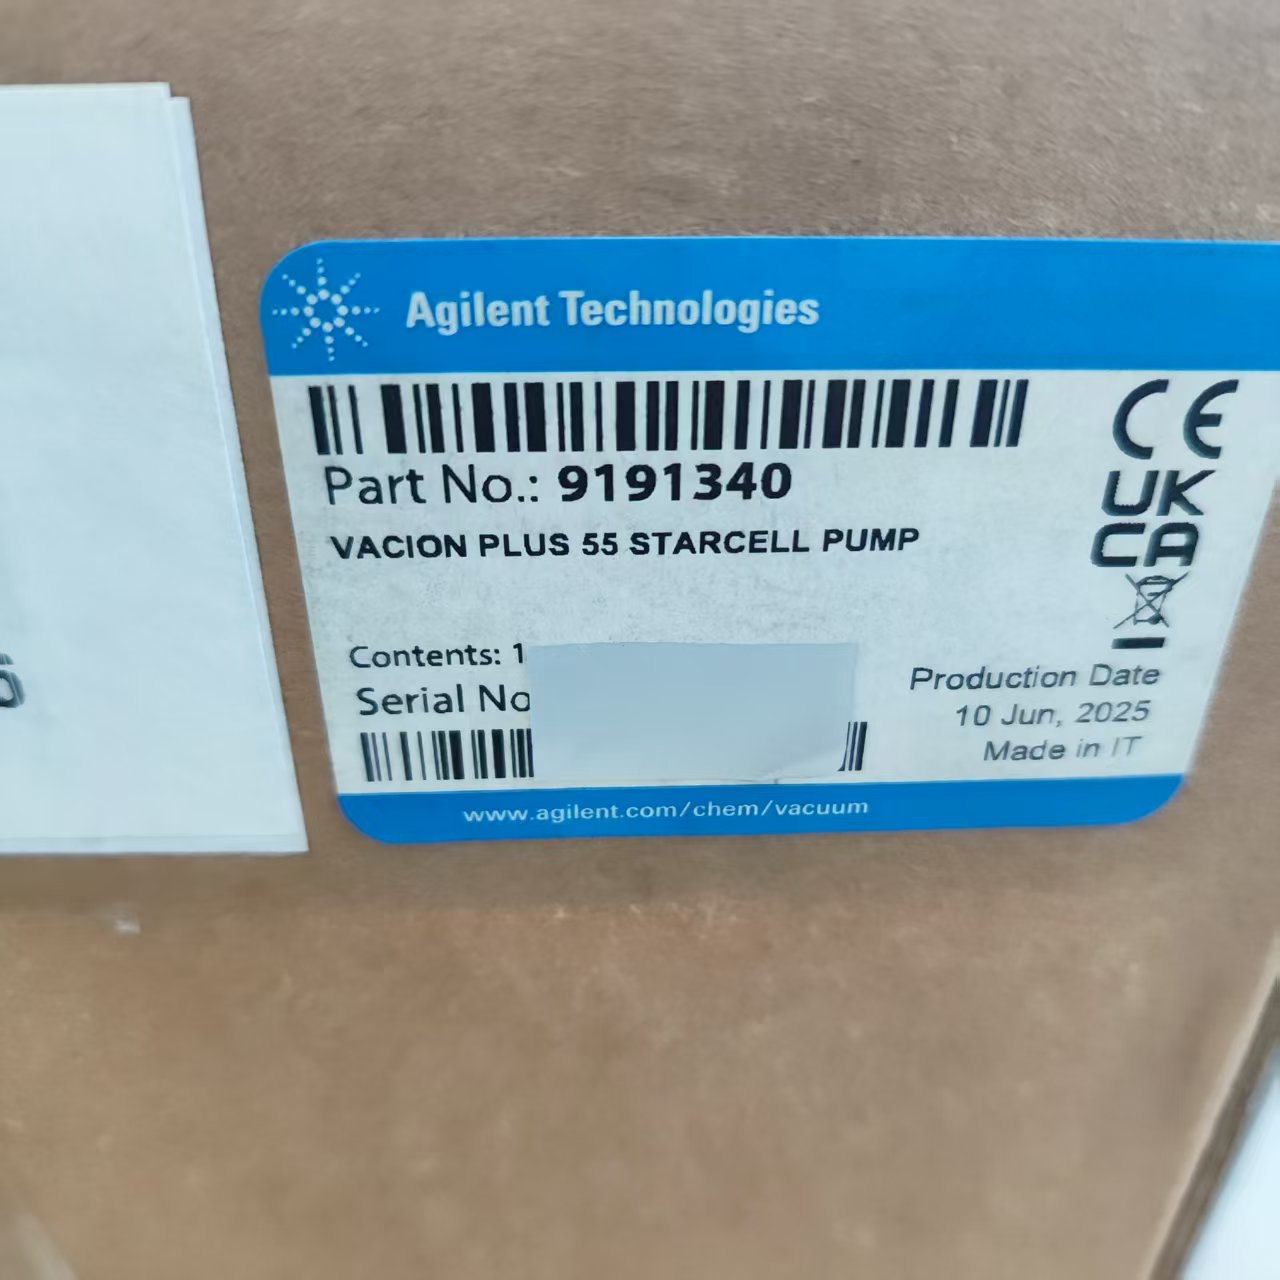 Agilent Technologies
Part No.: 9191340
VACION PLUS 55 STARCELL PUMP
CE
UK
CA
Contents: 1
Serial No
Production Date
10 Jun, 2025
Made in IT
www.agilent.com/chem/vacuum